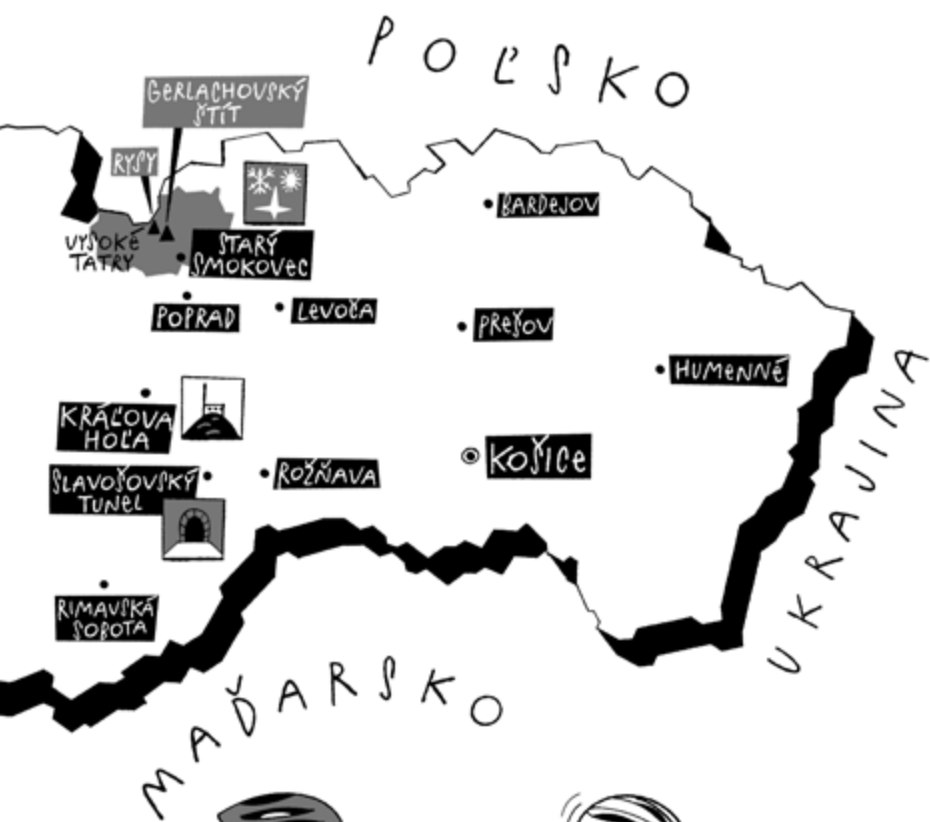 POĽSKO
GERLACHOVSKÝ
ŠTÍT
RYSY
BARDEJOV
VYSOKÉ
TATRY
STARÝ
SMOKOVEC
POPRAD
LEVOČA
PREŠOV
HUMENNÉ
KRÁĽOVA
HOĽA
KOŠICE
SLAVOŠOVSKÝ
TUNEL
ROŽŇAVA
UKRAJINA
RIMAVSKÁ
SOBOTA
MAĎARSKO